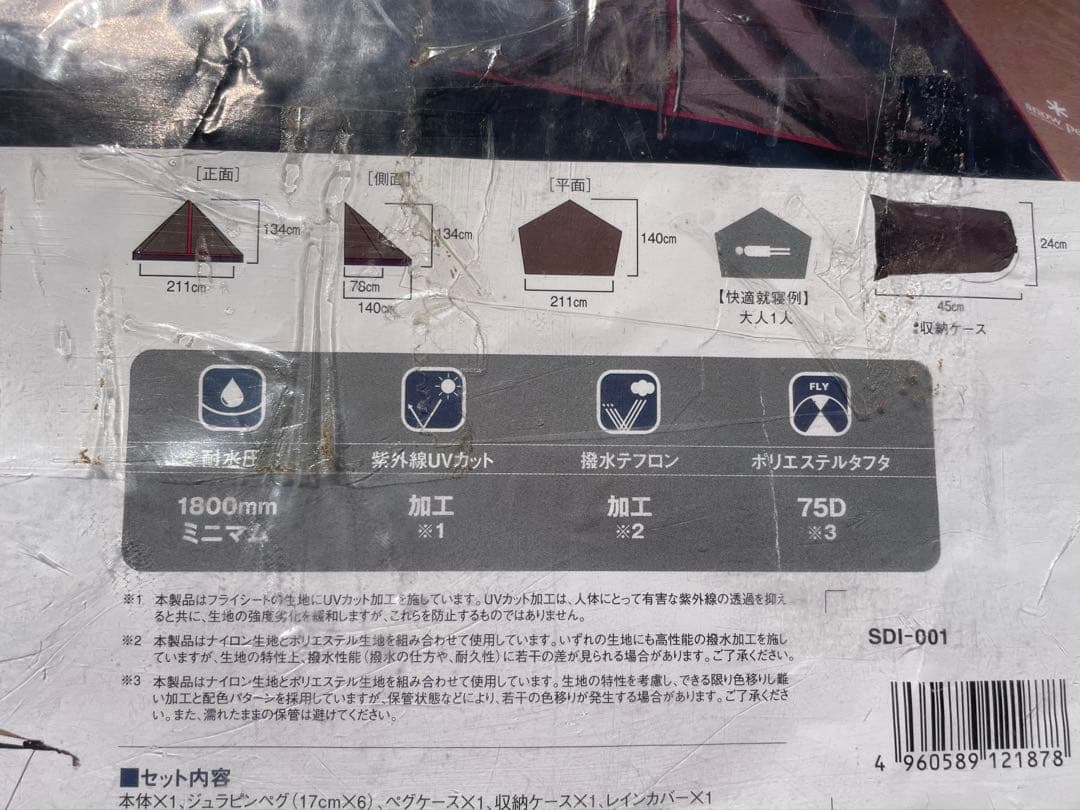 snow pe
[正面]
[側面]
[平面]
134cm
134cm
140cm
24cm
211cm
78cm
140cm
211cm
【快適就寝例】
大人1人
45cm
収納ケース
FLY
耐水圧
紫外線UVカット
撥水テフロン
ポリエステルタフタ
1800mm
ミニマム
加工
※1
加工
※2
75D
※3
※1 本製品はフライシートの生地にUVカット加工を施しています。UVカット加工は、人体にとって有害な紫外線の透過を抑え
ると共に、生地の強度劣化を緩和しますが、これらを防止するものではありません。
※2 本製品はナイロン生地とポリエステル生地を組み合わせて使用しています。いずれの生地にも高性能の撥水加工を施し
ていますが、生地の特性上、撥水性能(撥水の仕方や、耐久性)に若干の差が見られる場合があります。ご了承ください。
※3 本製品はナイロン生地とポリエステル生地を組み合わせて使用しています。生地の特性を考慮し、できる限り色移りし難
い加工と配色パターンを採用していますが、保管状態などにより、若干の色移りが発生する場合があります。ご了承くださ
い。また、濡れたままの保管は避けてください。
SDI-001
4 960589 121878
■セット内容
本体×1、ジュラピンペグ(17cm×6)、ペグケース×1、収納ケース×1、レインカバー×1